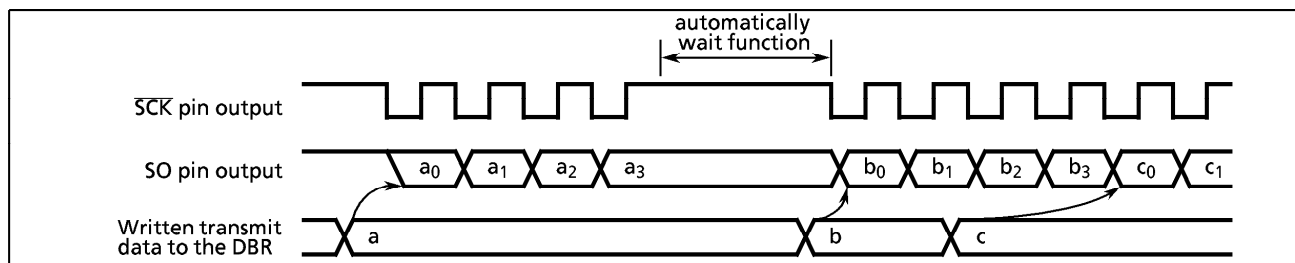 automatically
wait function
S̅C̅K̅ pin output
SO pin output
a₀ a₁ a₂ a₃ b₀ b₁ b₂ b₃ c₀ c₁
Written transmit
data to the DBR
a b c